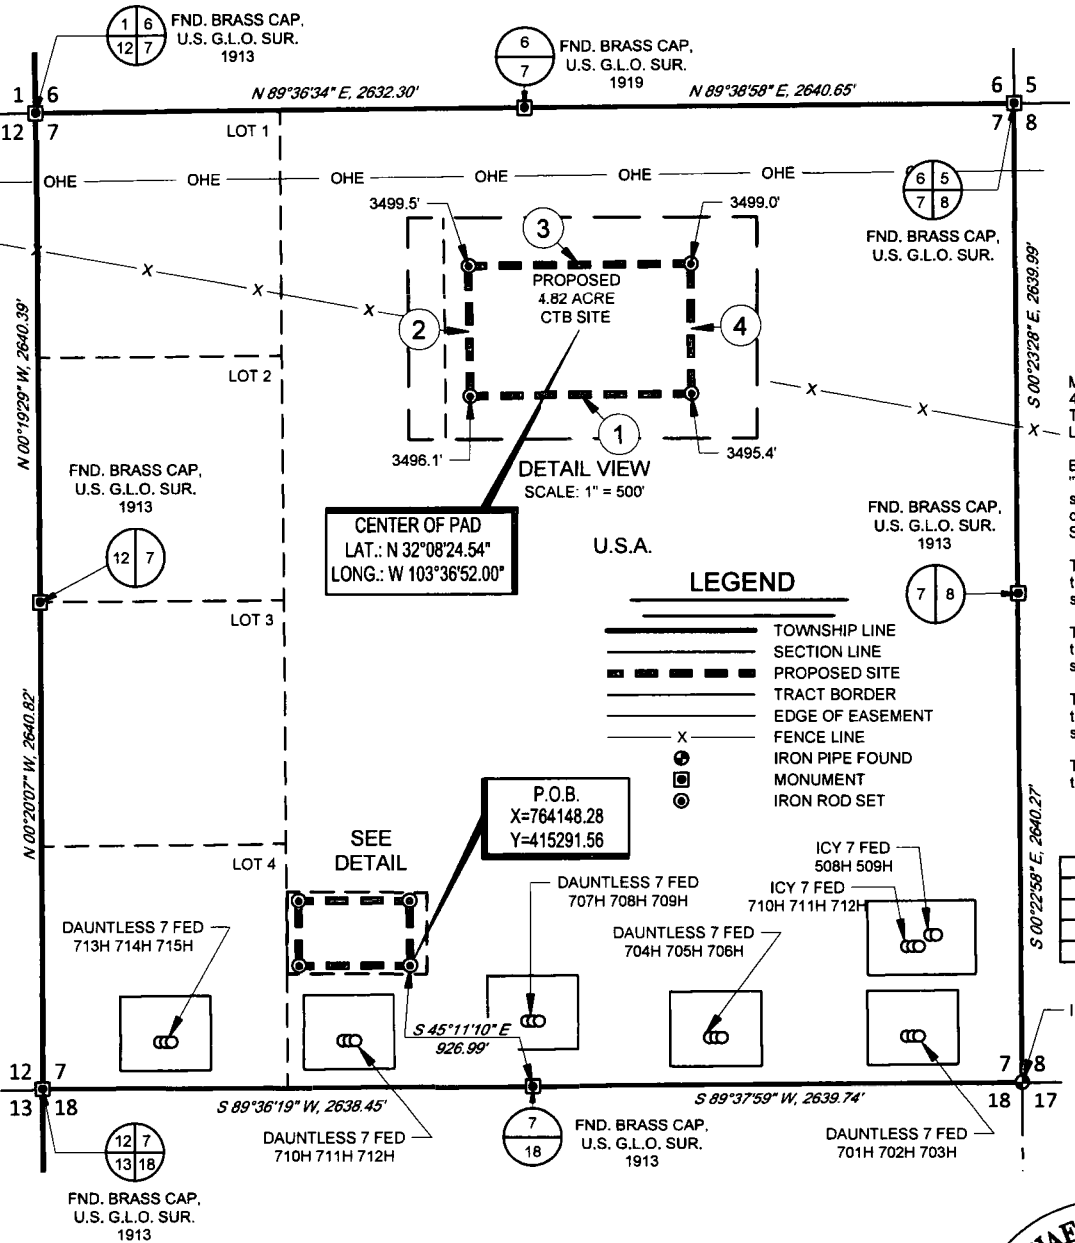 1 6
12 7
FND. BRASS CAP,
U.S. G.L.O. SUR.
1913
6
7
FND. BRASS CAP,
U.S. G.L.O. SUR.
1919
1 6
12 7
N 89°36'34" E, 2632.30'
N 89°38'58" E, 2640.65'
6 5
7 8
LOT 1
OHE OHE OHE OHE OHE OHE
6 5
7 8
FND. BRASS CAP,
U.S. G.L.O. SUR.
3499.5'
3499.0'
3
PROPOSED
4.82 ACRE
CTB SITE
2
4
1
X X X X
X X X
3496.1'
3495.4'
DETAIL VIEW
SCALE: 1" = 500'
N 00°19'29" W, 2640.39'
S 00°23'28" E, 2639.99'
LOT 2
FND. BRASS CAP,
U.S. G.L.O. SUR.
1913
12 7
CENTER OF PAD
LAT.: N 32°08'24.54"
LONG.: W 103°36'52.00"
U.S.A.
FND. BRASS CAP,
U.S. G.L.O. SUR.
1913
7 8
LOT 3
LEGEND
TOWNSHIP LINE
SECTION LINE
PROPOSED SITE
TRACT BORDER
EDGE OF EASEMENT
X FENCE LINE
IRON PIPE FOUND
MONUMENT
IRON ROD SET
N 00°20'07" W, 2640.82'
S 00°22'58" E, 2640.27'
P.O.B.
X=764148.28
Y=415291.56
SEE
DETAIL
LOT 4
ICY 7 FED
508H 509H
ICY 7 FED
710H 711H 712H
DAUNTLESS 7 FED
707H 708H 709H
DAUNTLESS 7 FED
713H 714H 715H
DAUNTLESS 7 FED
704H 705H 706H
S 45°11'10" E
926.99'
12 7
13 18
7 8
18 17
S 89°36'19" W, 2638.45'
S 89°37'59" W, 2639.74'
12 7
13 18
FND. BRASS CAP,
U.S. G.L.O. SUR.
1913
DAUNTLESS 7 FED
710H 711H 712H
7
18
FND. BRASS CAP,
U.S. G.L.O. SUR.
1913
DAUNTLESS 7 FED
701H 702H 703H